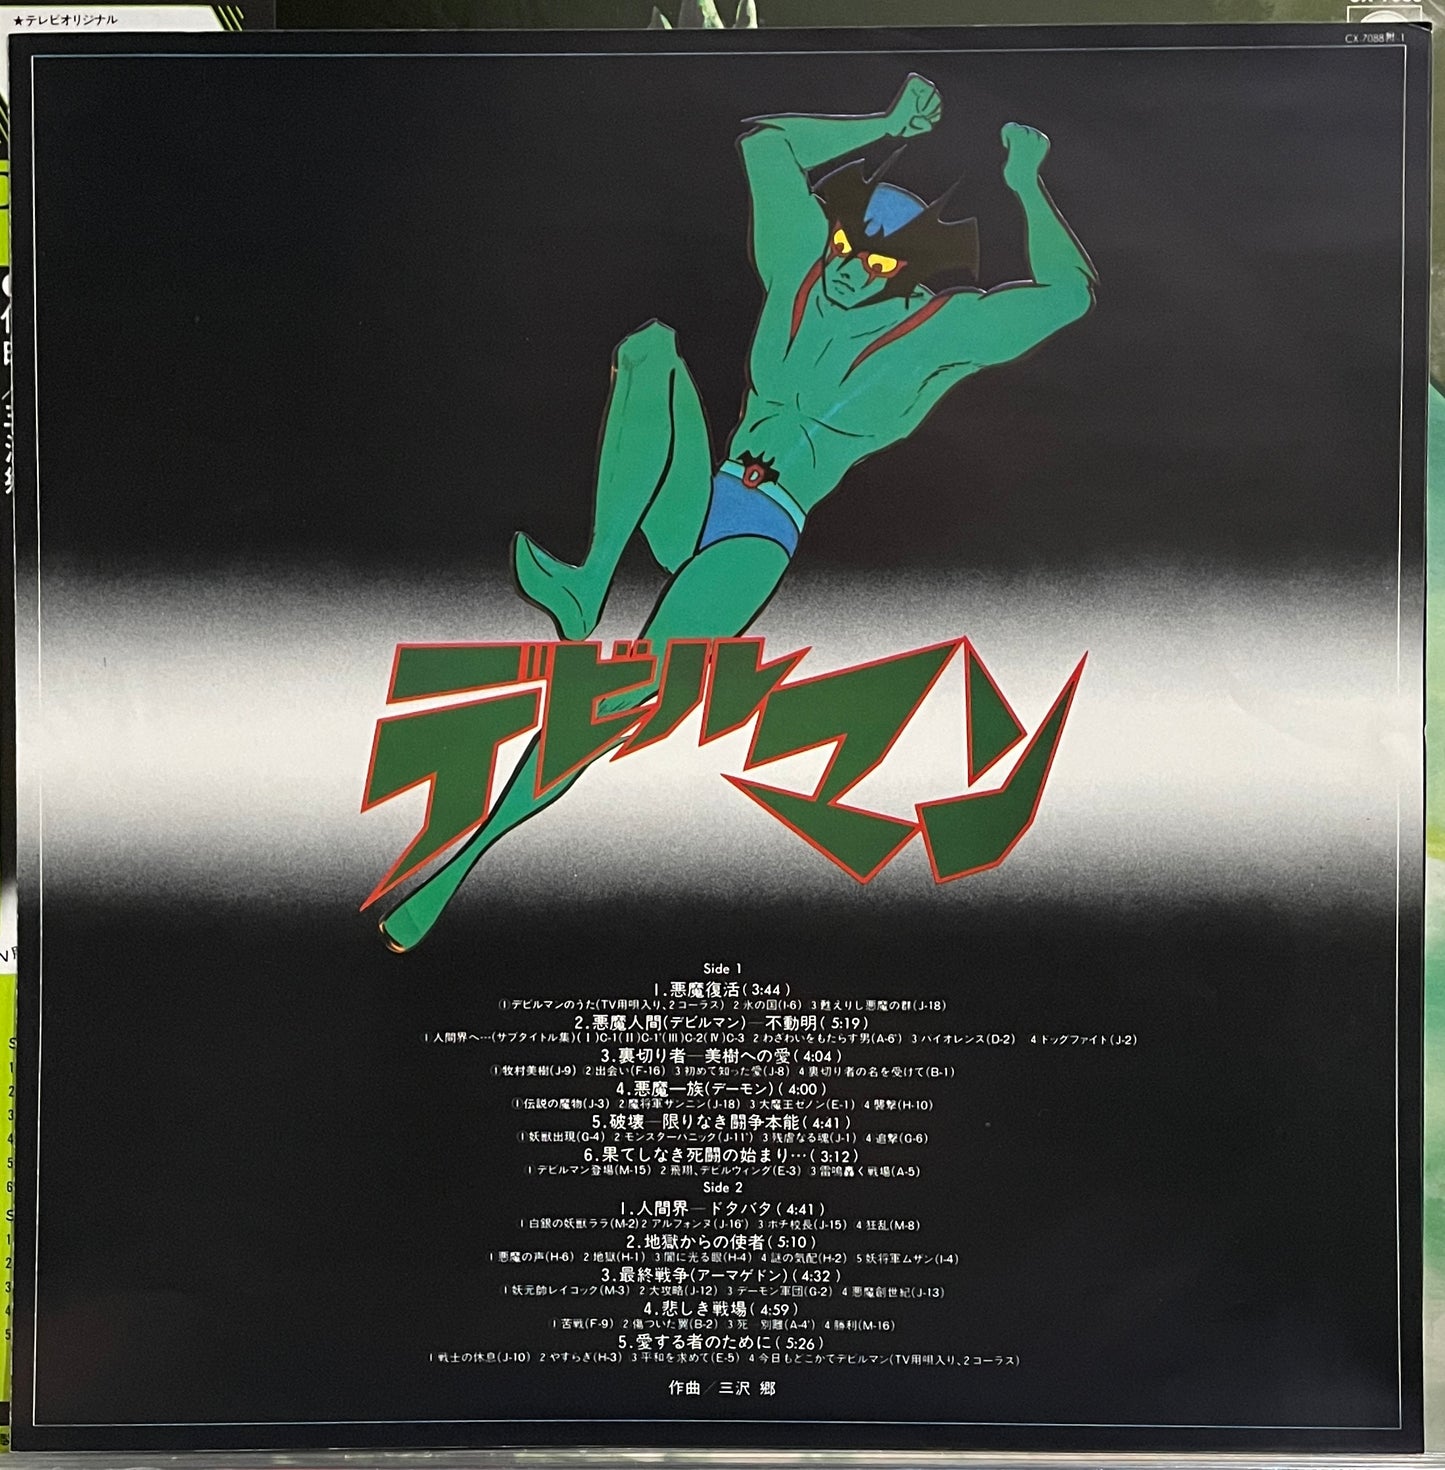 ★テレビオリジナル
CX-7088附-1
デビルマン
Side 1
1.悪魔復活(3:44)
①デビルマンのうた(TV用唄入り、2コーラス) 2氷の国(I-6) 3甦えりし悪魔の群(J-18)
2.悪魔人間(デビルマン)―不動明(5:19)
1人間界へ…(サブタイトル集)(Ⅰ)C-1(Ⅱ)C-1'(Ⅲ)C-2(Ⅳ)C-3 2わざわいをもたらす男(A-6') 3バイオレンス(D-2) 4ドッグファイト(J-2)
3.裏切り者―美樹への愛(4:04)
①牧村美樹(J-9) 2出会い(F-16) 3初めて知った愛(J-8) 4裏切り者の名を受けて(B-1)
4.悪魔一族(デーモン)(4:00)
①伝説の魔物(J-3) 2魔将軍ザンニン(J-18) 3大魔王ゼノン(E-1) 4襲撃(H-10)
5.破壊―限りなき闘争本能(4:41)
①妖獣出現(G-4) 2モンスターパニック(J-11') 3残虐なる魂(J-1) 4追撃(G-6)
6.果てしなき死闘の始まり…(3:12)
1デビルマン登場(M-15) 2飛翔、デビルウィング(E-3) 3雷鳴轟く戦場(A-5)
Side 2
1.人間界―ドタバタ(4:41)
1白銀の妖獣ララ(M-2) 2アルフォンヌ(J-16') 3ポチ校長(J-15) 4狂乱(M-8)
2.地獄からの使者(5:10)
1悪魔の声(H-6) 2地獄(H-1) 3闇に光る眼(H-4) 4謎の気配(H-2) 5妖将軍ムザン(I-4)
3.最終戦争(アーマゲドン)(4:32)
1妖元帥レイコック(M-3) 2大攻略(J-12) 3デーモン軍団(G-2) 4悪魔創世紀(J-13)
4.悲しき戦場(4:59)
1苦戦(F-9) 2傷ついた翼(B-2) 3死―別離(A-4') 4勝利(M-16)
5.愛する者のために(5:26)
1戦士の休息(J-10) 2やすらぎ(H-3) 3平和を求めて(E-5) 4今日もどこかでデビルマン(TV用唄入り、2コーラス)
作曲／三沢 郷